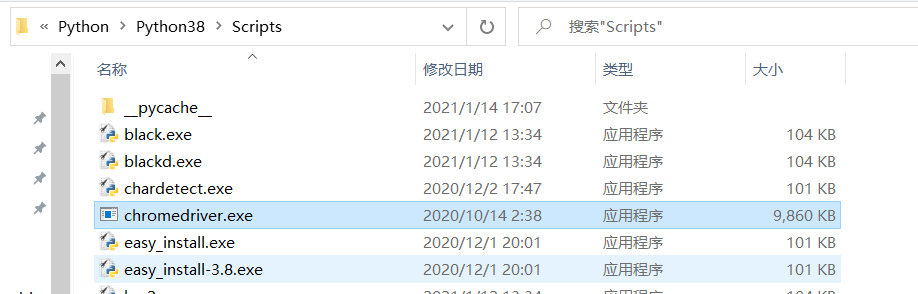 « Python > Python38 > Scripts 搜索"Scripts"
名称 修改日期 类型 大小
__pycache__ 2021/1/14 17:07 文件夹
black.exe 2021/1/12 13:34 应用程序 104 KB
blackd.exe 2021/1/12 13:34 应用程序 104 KB
chardetect.exe 2020/12/2 17:47 应用程序 101 KB
chromedriver.exe 2020/10/14 2:38 应用程序 9,860 KB
easy_install.exe 2020/12/1 20:01 应用程序 101 KB
easy_install-3.8.exe 2020/12/1 20:01 应用程序 101 KB